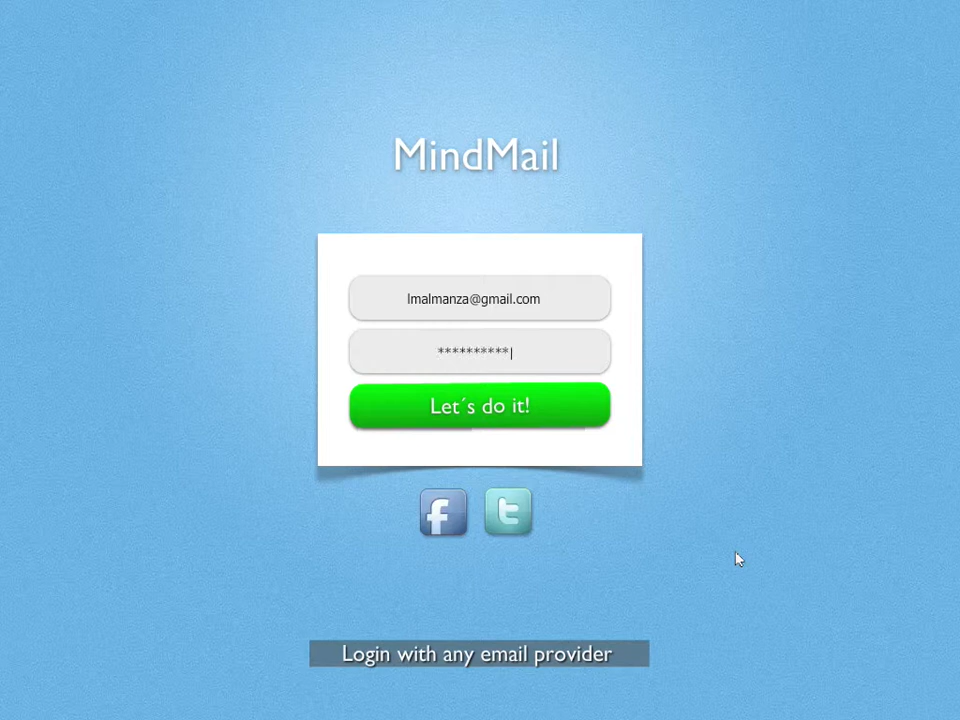 MindMail
lmalmanza@gmail.com
**********
Let´s do it!
f
t
Login with any email provider